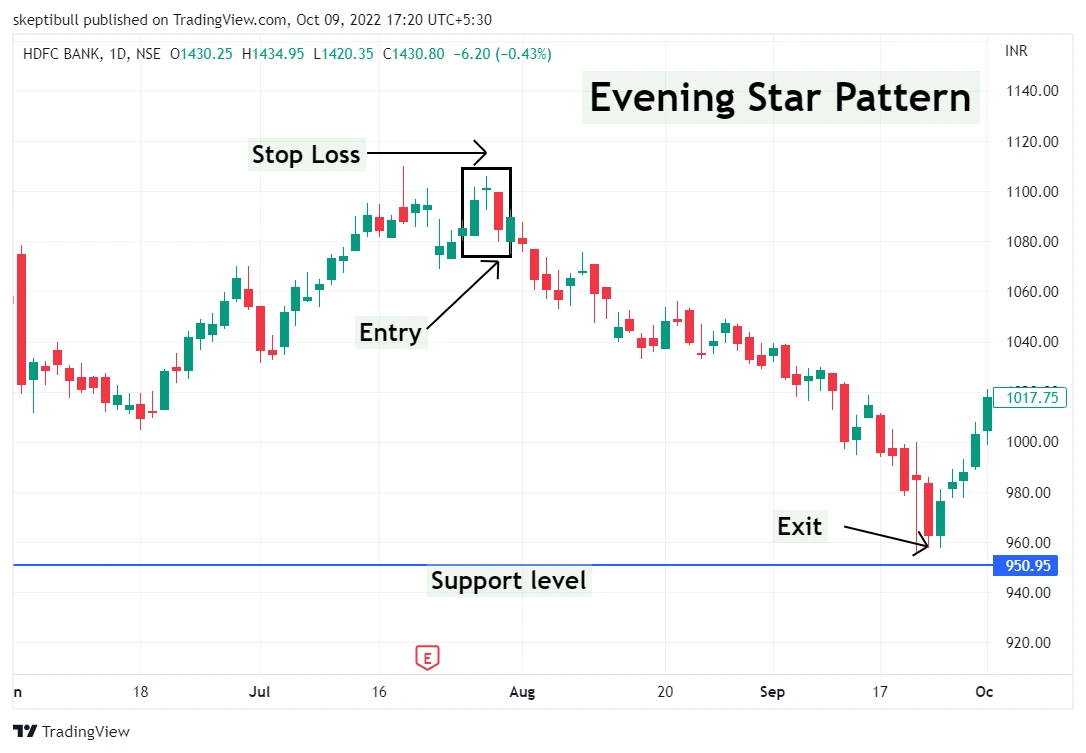 skeptibull published on TradingView.com, Oct 09, 2022 17:20 UTC+5:30
HDFC BANK, 1D, NSE O1430.25 H1434.95 L1420.35 C1430.80 −6.20 (−0.43%)
INR
Evening Star Pattern
1140.00
1120.00
Stop Loss
1100.00
1080.00
1060.00
Entry
1040.00
1017.75
1000.00
980.00
Exit
960.00
950.95
Support level
940.00
920.00
E
n 18 Jul 16 Aug 20 Sep 17 Oc
TradingView